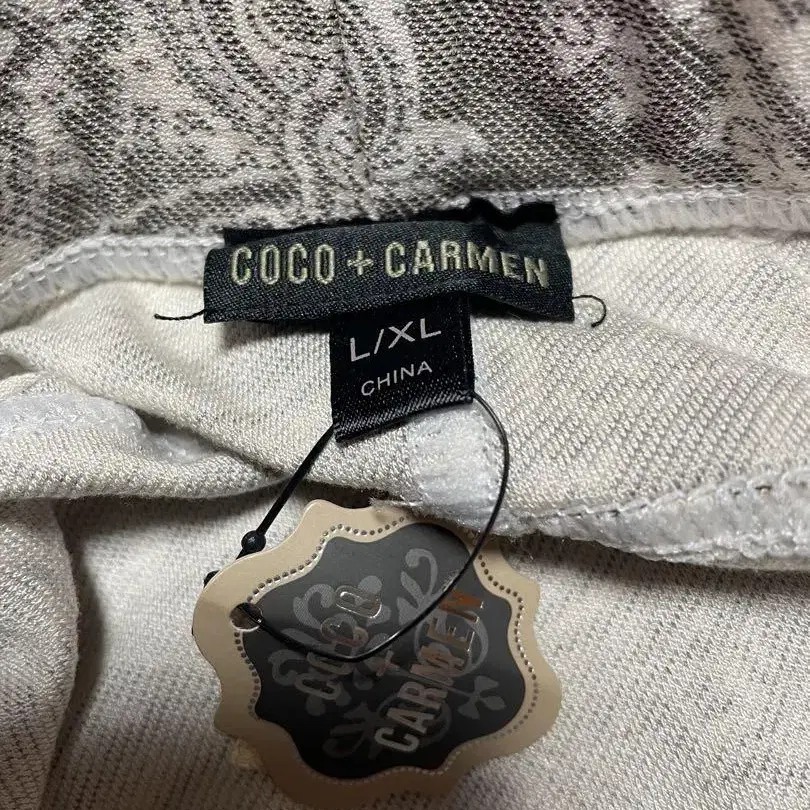 COCO + CARMEN
L/XL
CHINA
COCO
+
CARMEN